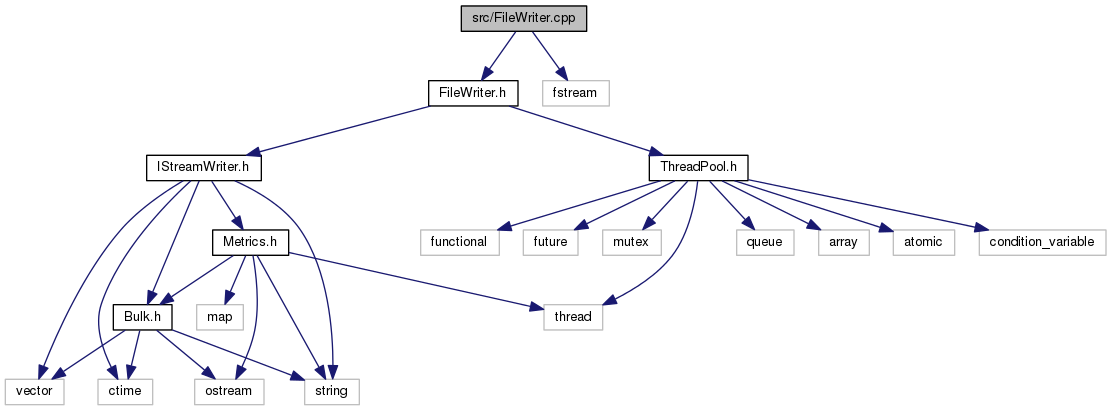 src/FileWriter.cpp
FileWriter.h
fstream
IStreamWriter.h
ThreadPool.h
Metrics.h
functional
future
mutex
queue
array
atomic
condition_variable
Bulk.h
map
thread
vector
ctime
ostream
string